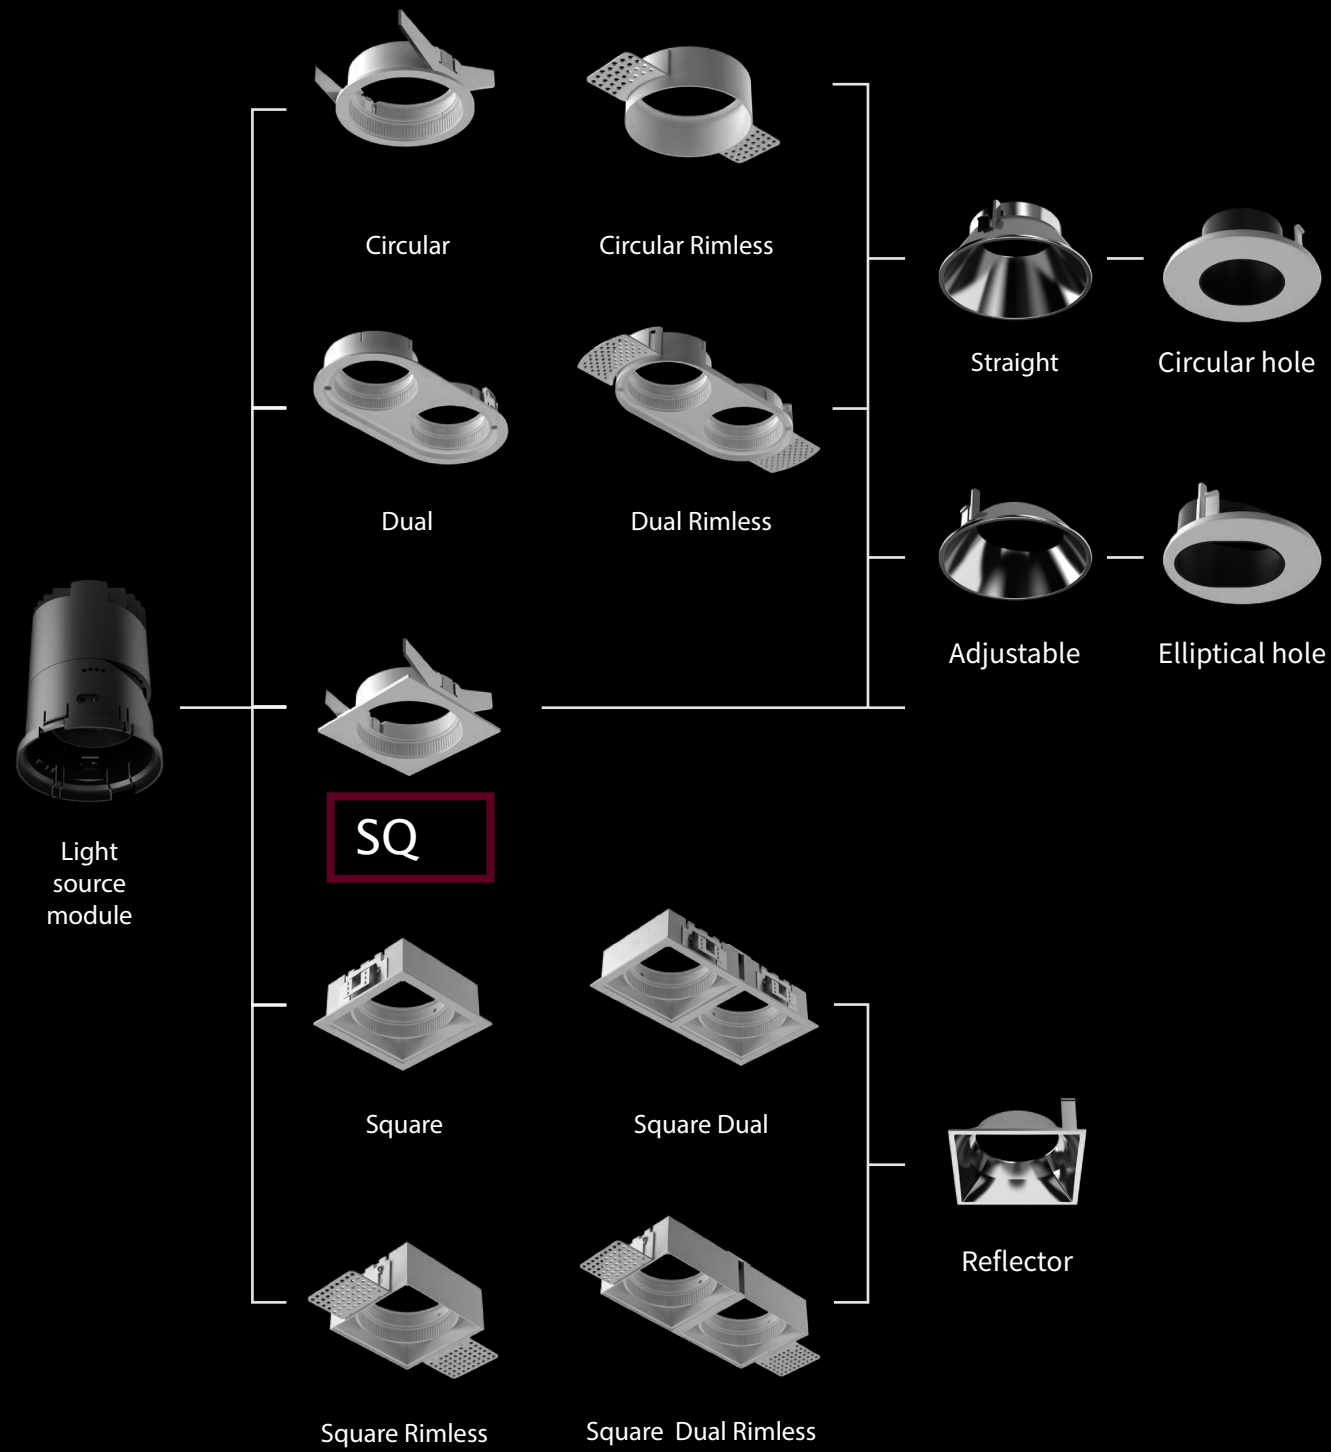 Circular
Circular Rimless
Straight
Circular hole
Dual
Dual Rimless
Adjustable
Elliptical hole
Light
source
module
SQ
Square
Square Dual
Reflector
Square Rimless
Square Dual Rimless